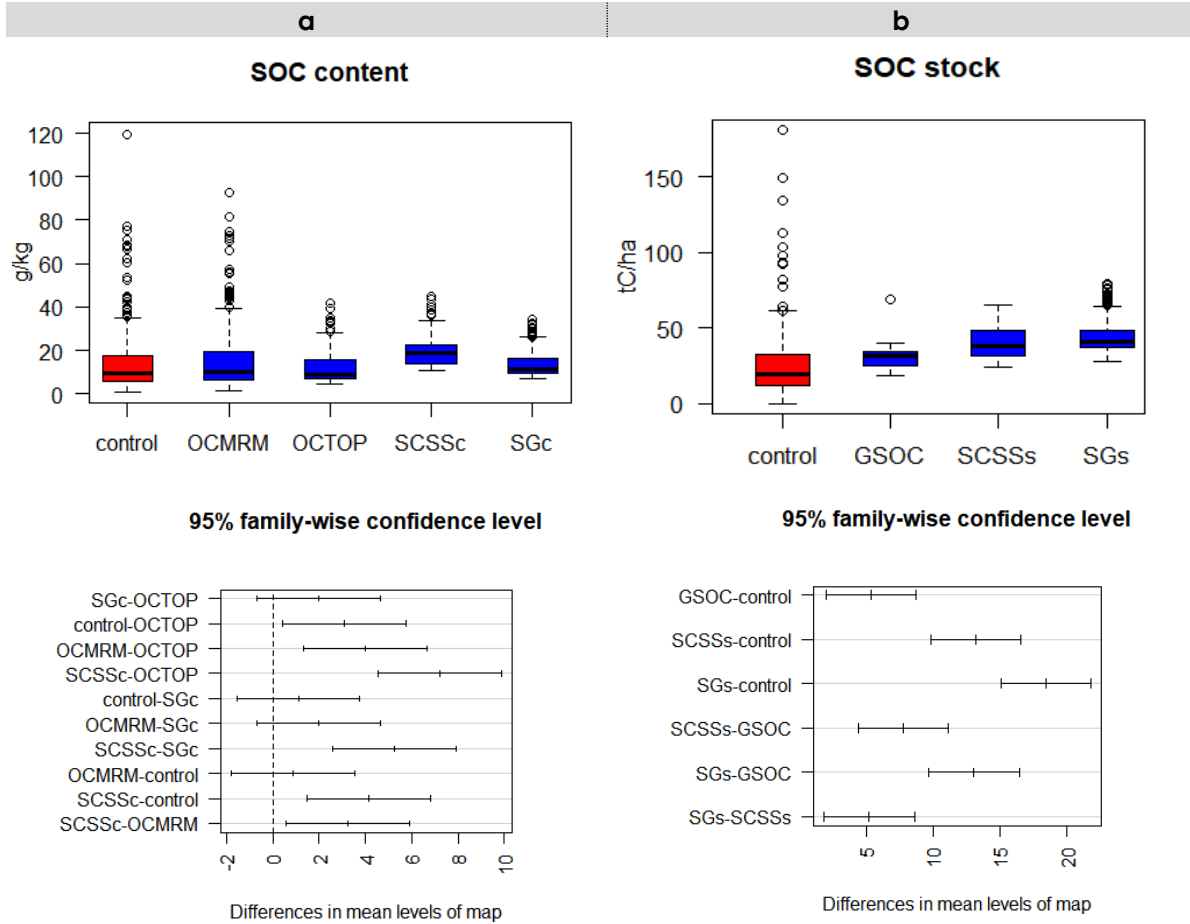 a
b
SOC content
g/kg
120
100
80
60
40
20
0
control OCMRM OCTOP SCSSc SGc
SOC stock
tC/ha
150
100
50
0
control GSOC SCSSs SGs
95% family-wise confidence level
SGc-OCTOP
control-OCTOP
OCMRM-OCTOP
SCSSc-OCTOP
control-SGc
OCMRM-SGc
SCSSc-SGc
OCMRM-control
SCSSc-control
SCSSc-OCMRM
-2 0 2 4 6 8 10
Differences in mean levels of map
95% family-wise confidence level
GSOC-control
SCSSs-control
SGs-control
SCSSs-GSOC
SGs-GSOC
SGs-SCSSs
5 10 15 20
Differences in mean levels of map